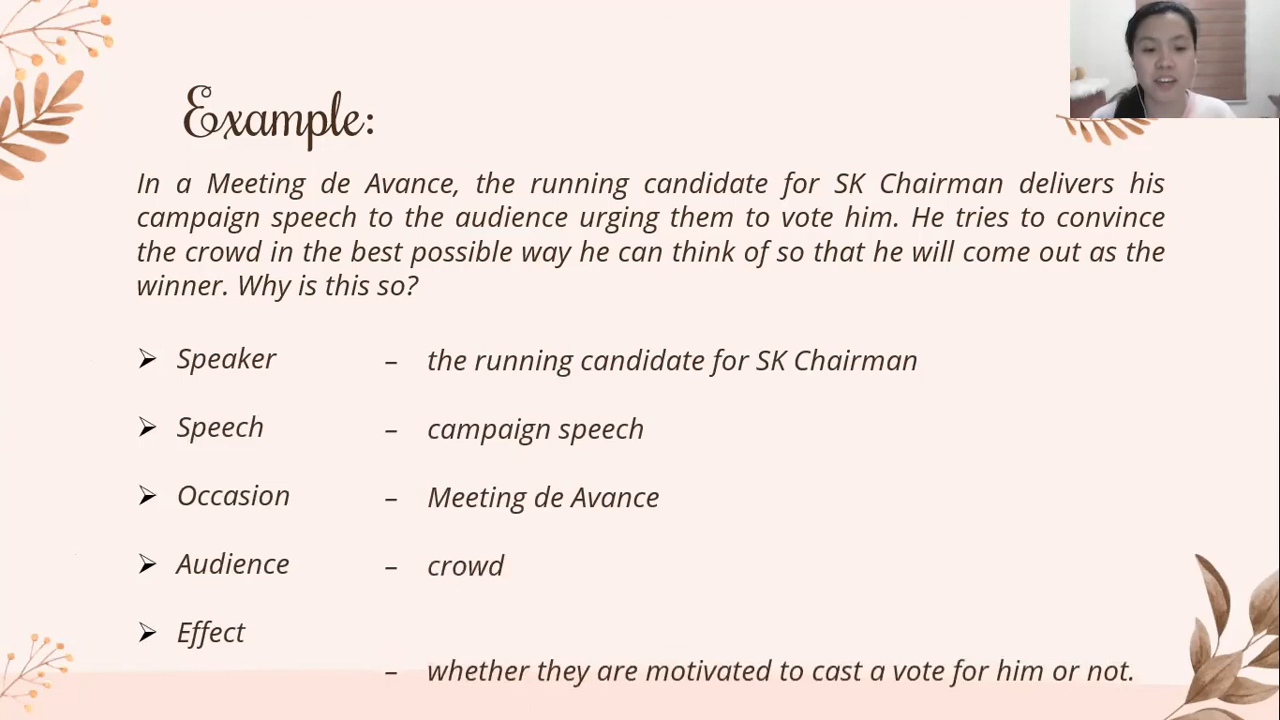 Example:
In a Meeting de Avance, the running candidate for SK Chairman delivers his
campaign speech to the audience urging them to vote him. He tries to convince
the crowd in the best possible way he can think of so that he will come out as the
winner. Why is this so?
➢ Speaker – the running candidate for SK Chairman
➢ Speech – campaign speech
➢ Occasion – Meeting de Avance
➢ Audience – crowd
➢ Effect
– whether they are motivated to cast a vote for him or not.